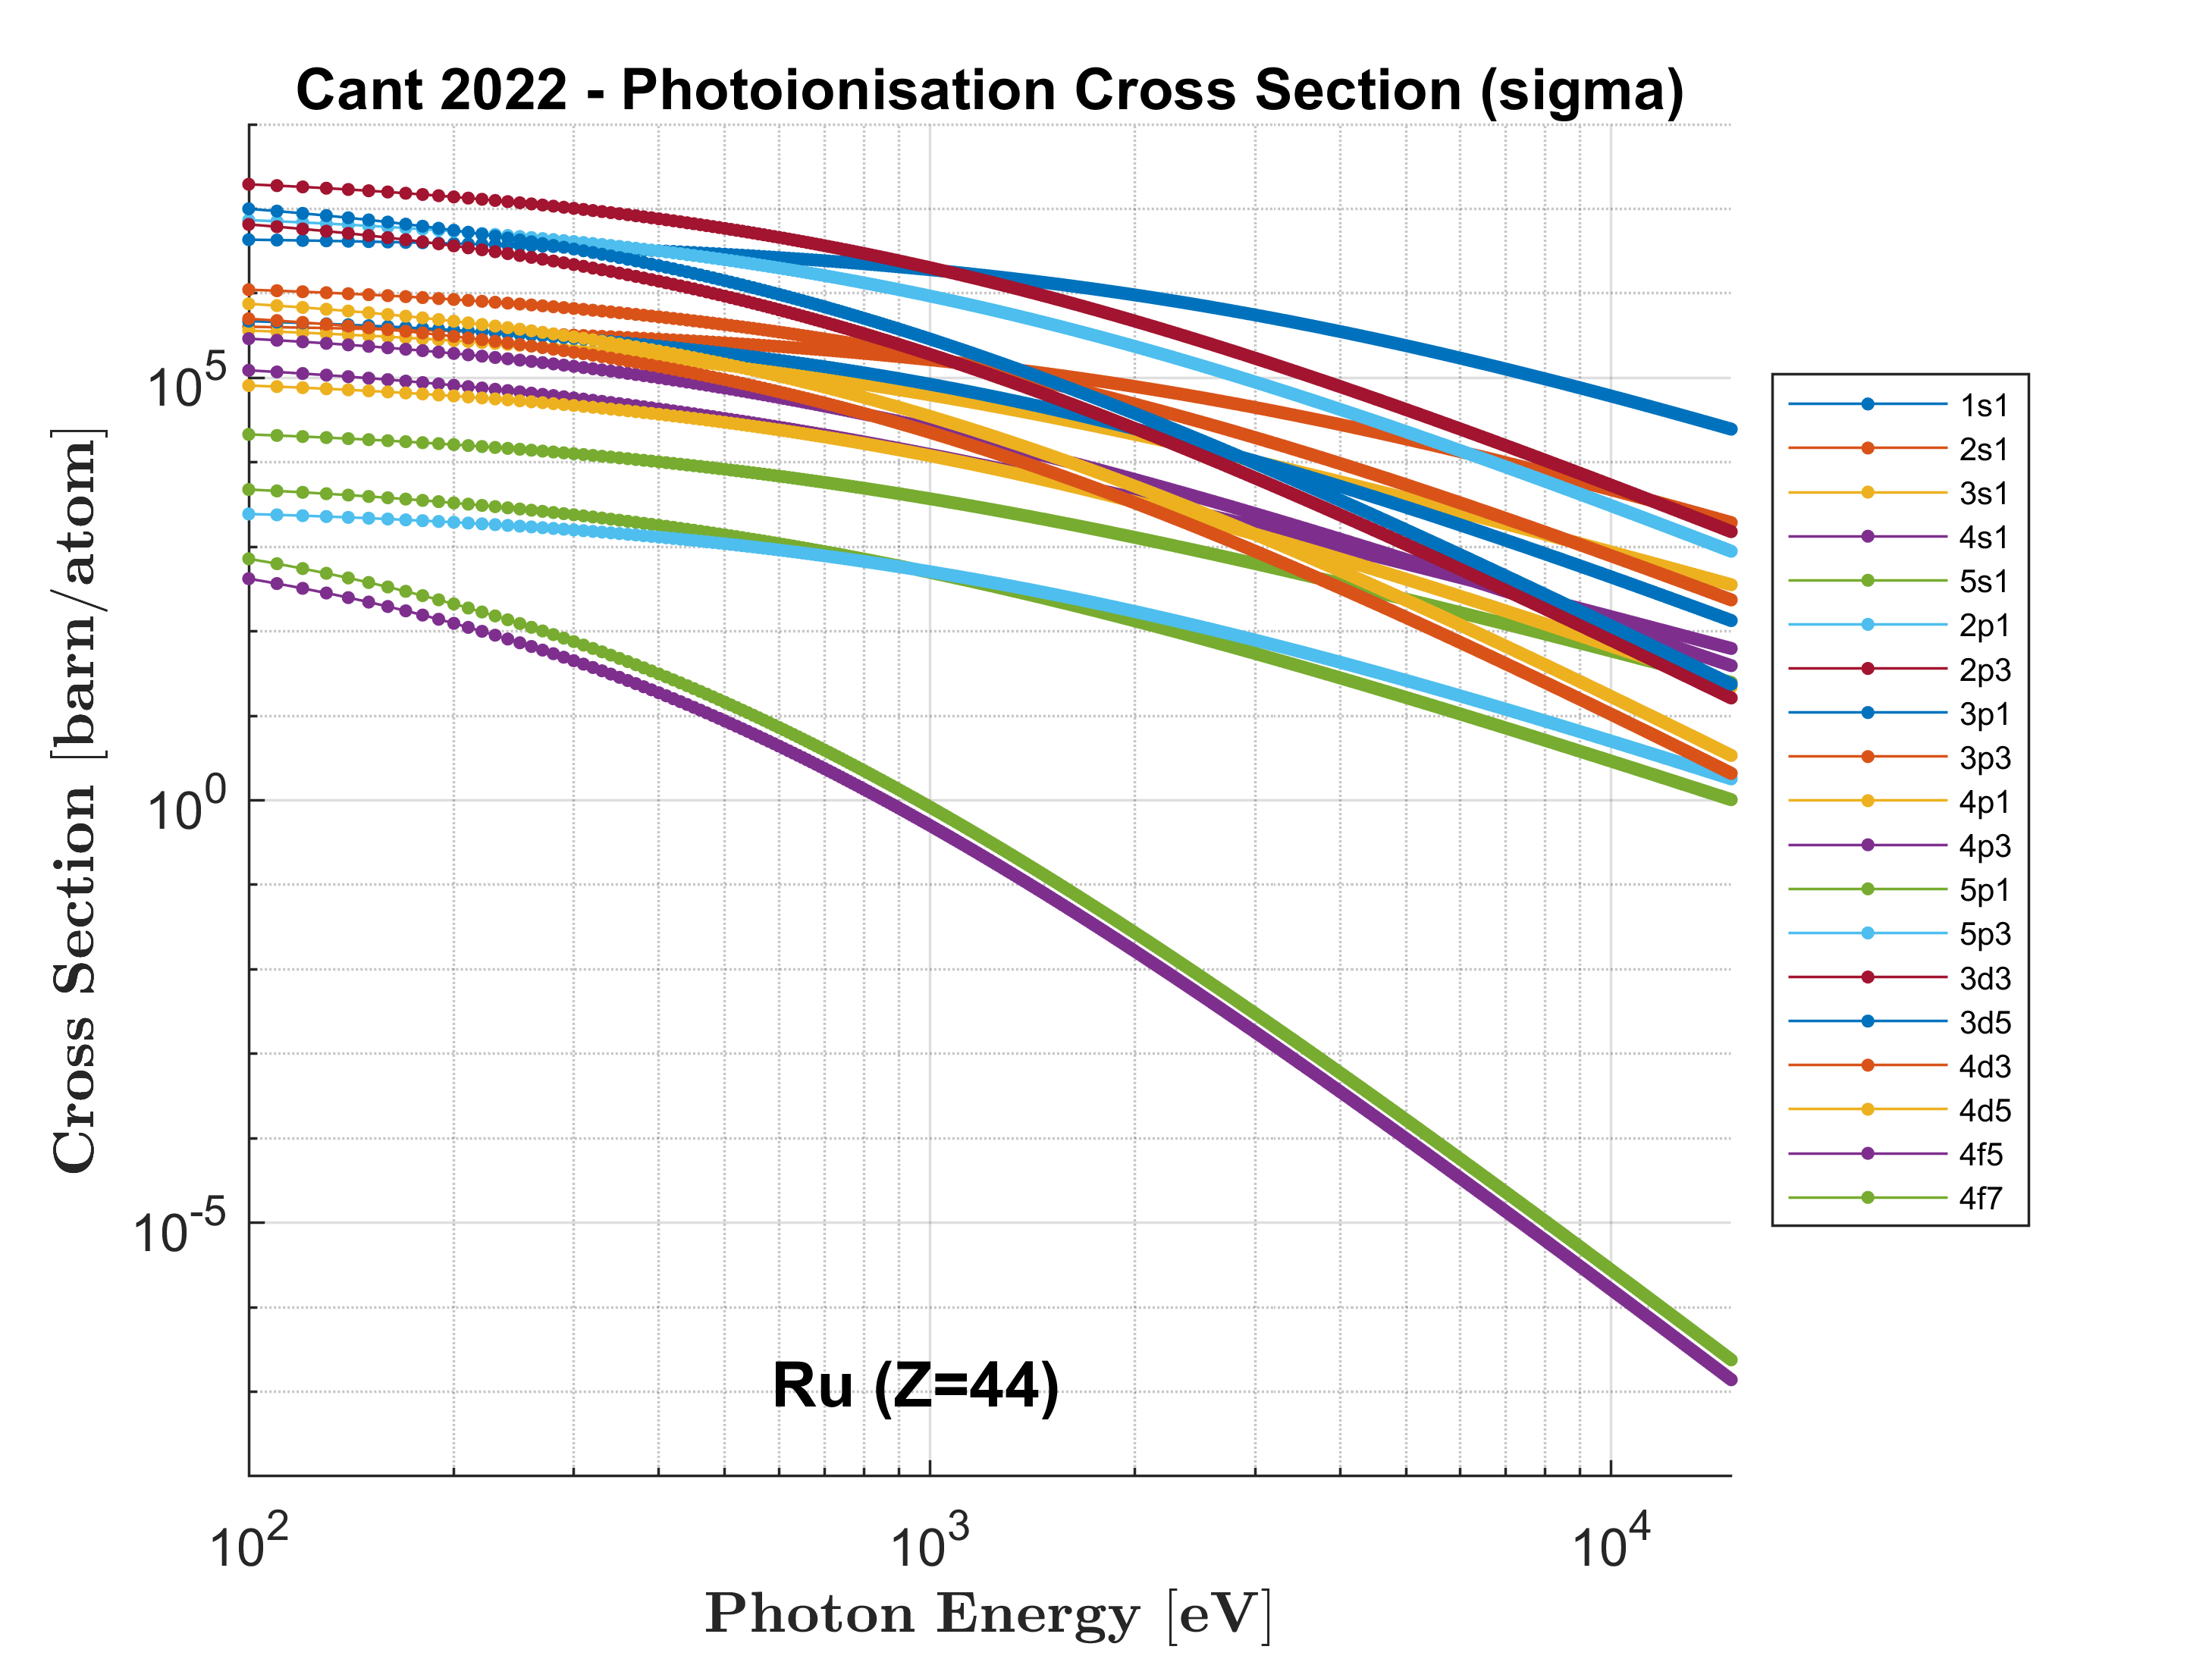 Cant 2022 - Photoionisation Cross Section (sigma)
Cross Section [barn/atom]
10^5
10^0
10^-5
1s1
2s1
3s1
4s1
5s1
2p1
2p3
3p1
3p3
4p1
4p3
5p1
5p3
3d3
3d5
4d3
4d5
4f5
4f7
Ru (Z=44)
10^2 10^3 10^4
Photon Energy [eV]